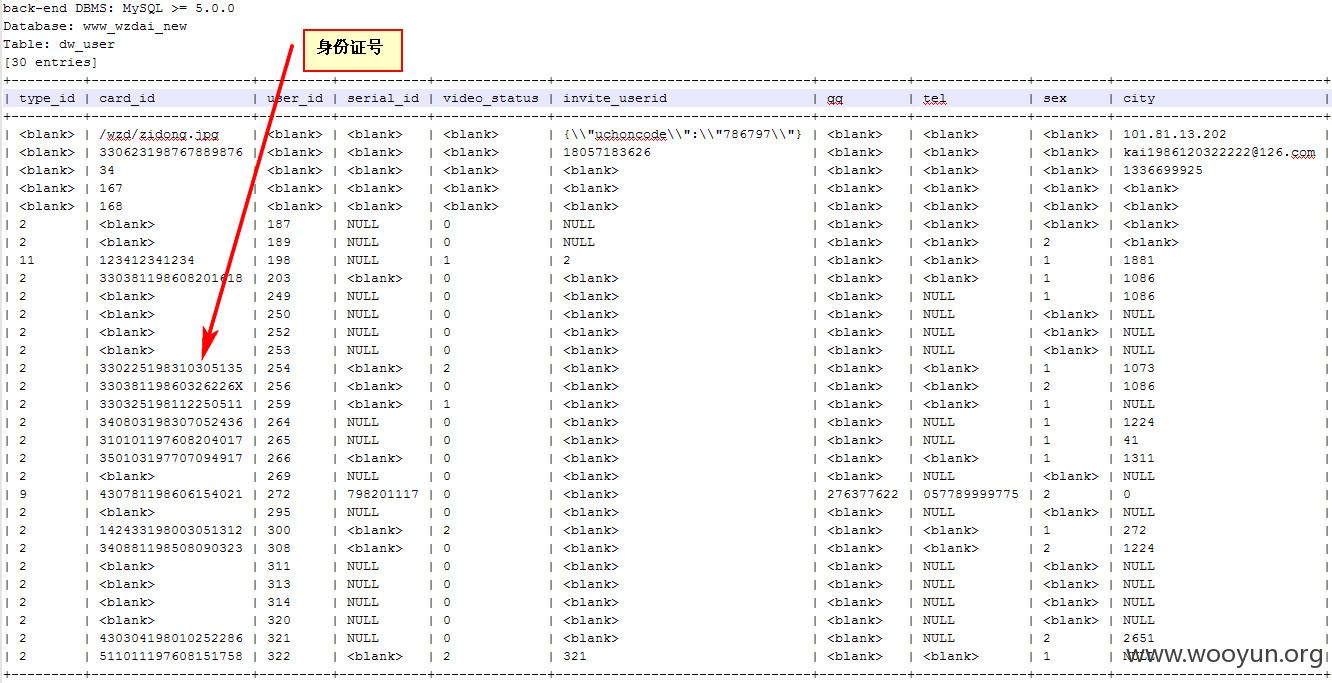 back-end DBMS: MySQL >= 5.0.0
Database: www_wzdai_new
Table: dw_user
身份证号
[30 entries]
| type_id | card_id | user_id | serial_id | video_status | invite_userid | qq | tel | sex | city |
| <blank> | /wzd/zidong.jpg | <blank> | <blank> | <blank> | {\\"uchoncode\\":\\"786797\\"} | <blank> | <blank> | <blank> | 101.81.13.202 |
| <blank> | 330623198767889876 | <blank> | <blank> | <blank> | 18057183626 | <blank> | <blank> | <blank> | kai1986120322222@126.com |
| <blank> | 34 | <blank> | <blank> | <blank> | <blank> | <blank> | <blank> | <blank> | 1336699925 |
| <blank> | 167 | <blank> | <blank> | <blank> | <blank> | <blank> | <blank> | <blank> | <blank> |
| <blank> | 168 | <blank> | <blank> | <blank> | <blank> | <blank> | <blank> | <blank> | <blank> |
| 2 | <blank> | 187 | NULL | 0 | NULL | <blank> | <blank> | <blank> | <blank> |
| 2 | <blank> | 189 | NULL | 0 | NULL | <blank> | <blank> | 2 | <blank> |
| 11 | 123412341234 | 198 | NULL | 1 | 2 | <blank> | <blank> | 1 | 1881 |
| 2 | 330381198608201618 | 203 | <blank> | 0 | <blank> | <blank> | <blank> | 1 | 1086 |
| 2 | <blank> | 249 | NULL | 0 | <blank> | <blank> | NULL | 1 | 1086 |
| 2 | <blank> | 250 | NULL | 0 | <blank> | <blank> | NULL | <blank> | NULL |
| 2 | <blank> | 252 | NULL | 0 | <blank> | <blank> | NULL | <blank> | NULL |
| 2 | <blank> | 253 | NULL | 0 | <blank> | <blank> | NULL | <blank> | NULL |
| 2 | 330225198310305135 | 254 | <blank> | 2 | <blank> | <blank> | <blank> | 1 | 1073 |
| 2 | 33038119860326226X | 256 | <blank> | 0 | <blank> | <blank> | <blank> | 2 | 1086 |
| 2 | 330325198112250511 | 259 | <blank> | 1 | <blank> | <blank> | <blank> | 1 | NULL |
| 2 | 340803198307052436 | 264 | NULL | 0 | <blank> | <blank> | NULL | 1 | 1224 |
| 2 | 310101197608204017 | 265 | NULL | 0 | <blank> | <blank> | NULL | 1 | 41 |
| 2 | 350103197707094917 | 266 | <blank> | 0 | <blank> | <blank> | <blank> | 1 | 1311 |
| 2 | <blank> | 269 | NULL | 0 | <blank> | <blank> | NULL | <blank> | NULL |
| 9 | 430781198606154021 | 272 | 798201117 | 0 | <blank> | 276377622 | 057789999775 | 2 | 0 |
| 2 | <blank> | 295 | NULL | 0 | <blank> | <blank> | NULL | <blank> | NULL |
| 2 | 142433198003051312 | 300 | <blank> | 2 | <blank> | <blank> | <blank> | 1 | 272 |
| 2 | 340881198508090323 | 308 | <blank> | 0 | <blank> | <blank> | <blank> | 2 | 1224 |
| 2 | <blank> | 311 | NULL | 0 | <blank> | <blank> | NULL | <blank> | NULL |
| 2 | <blank> | 313 | NULL | 0 | <blank> | <blank> | NULL | <blank> | NULL |
| 2 | <blank> | 314 | NULL | 0 | <blank> | <blank> | NULL | <blank> | NULL |
| 2 | <blank> | 320 | NULL | 0 | <blank> | <blank> | NULL | <blank> | NULL |
| 2 | 430304198010252286 | 321 | NULL | 0 | <blank> | <blank> | NULL | 2 | 2651 |
| 2 | 511011197608151758 | 322 | <blank> | 2 | 321 | <blank> | <blank> | 1 | NULL |
www.wooyun.org